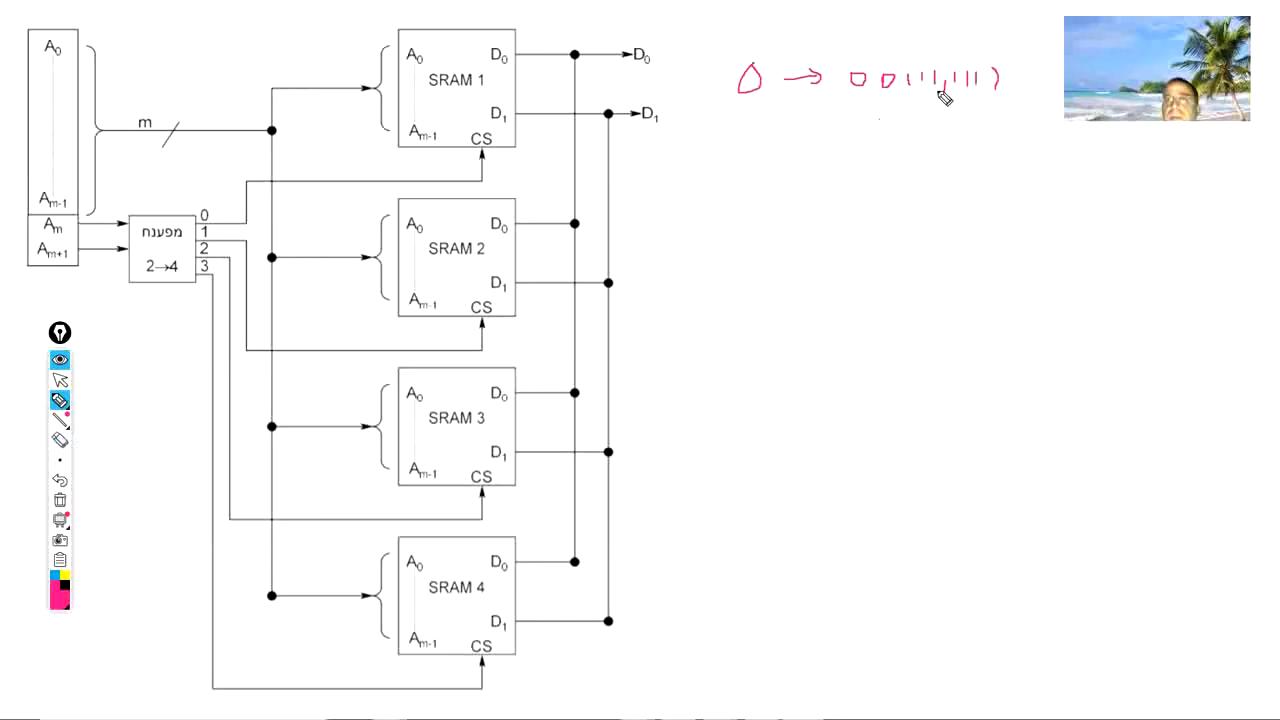 A₀
Aₘ₋₁
Aₘ
Aₘ₊₁
m
מפענח
2→4
0
1
2
3
A₀ D₀
SRAM 1
D₁
Aₘ₋₁
CS
D₀
D₁
A₀ D₀
SRAM 2
D₁
Aₘ₋₁
CS
A₀ D₀
SRAM 3
D₁
Aₘ₋₁
CS
A₀ D₀
SRAM 4
D₁
Aₘ₋₁
CS